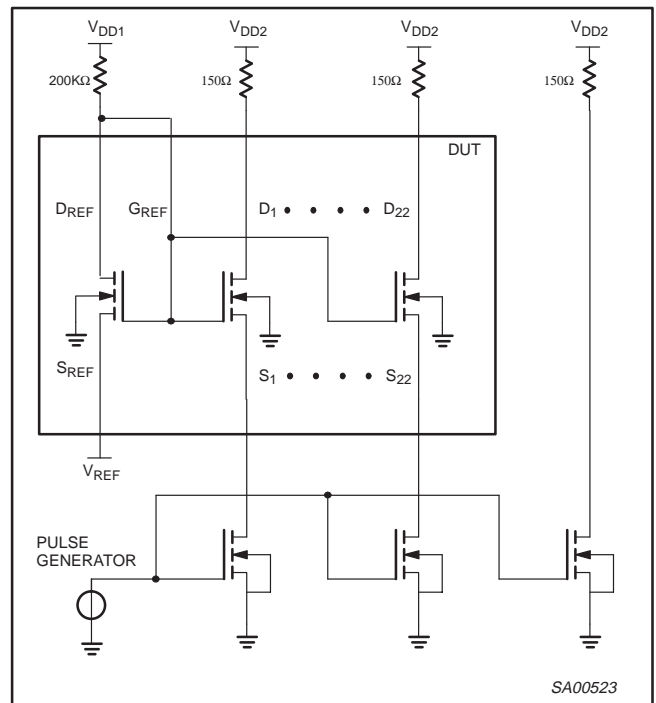 VDD1 VDD2 VDD2 VDD2
200KΩ 150Ω 150Ω 150Ω
DUT
DREF GREF D1 • • • • D22
SREF S1 • • • • S22
VREF
PULSE
GENERATOR
SA00523